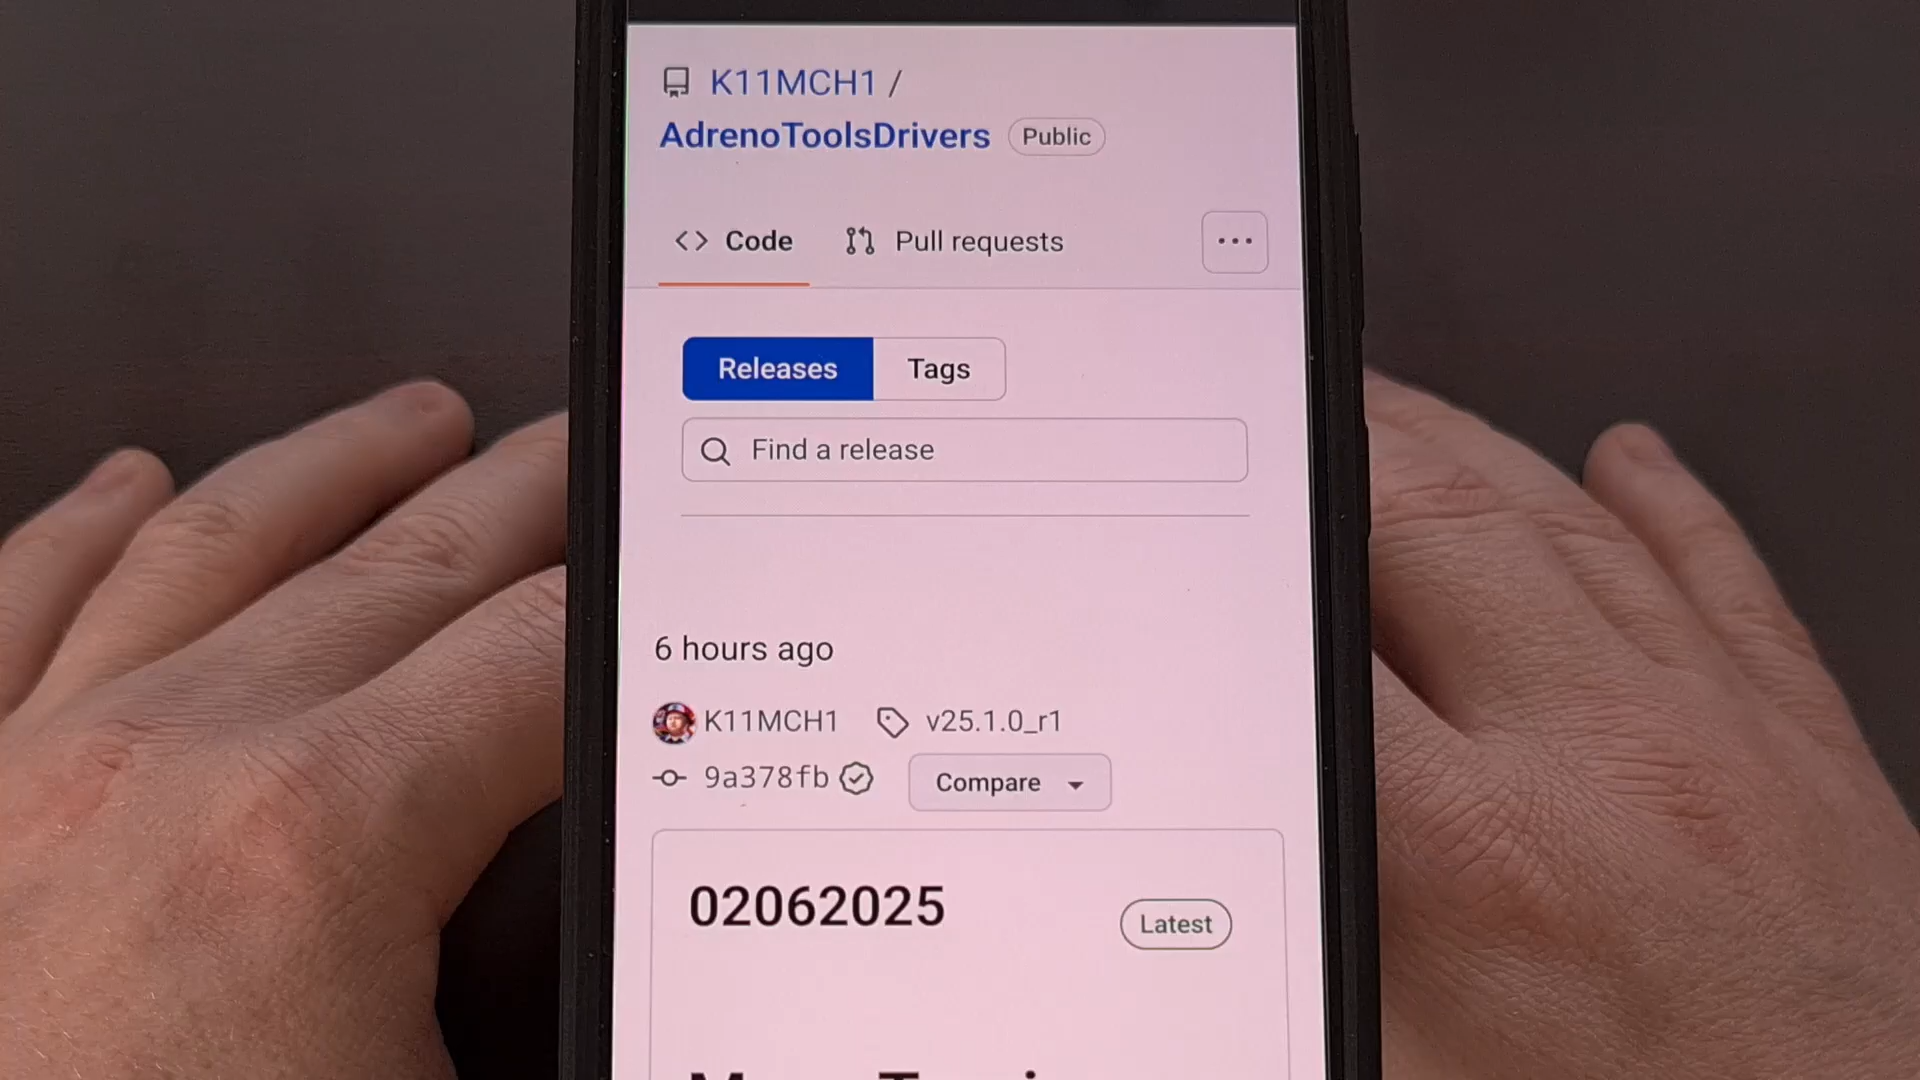 K11MCH1 /
AdrenoToolsDrivers Public
Code Pull requests
Releases Tags
Find a release
6 hours ago
K11MCH1 v25.1.0_r1
9a378fb Compare
02062025 Latest